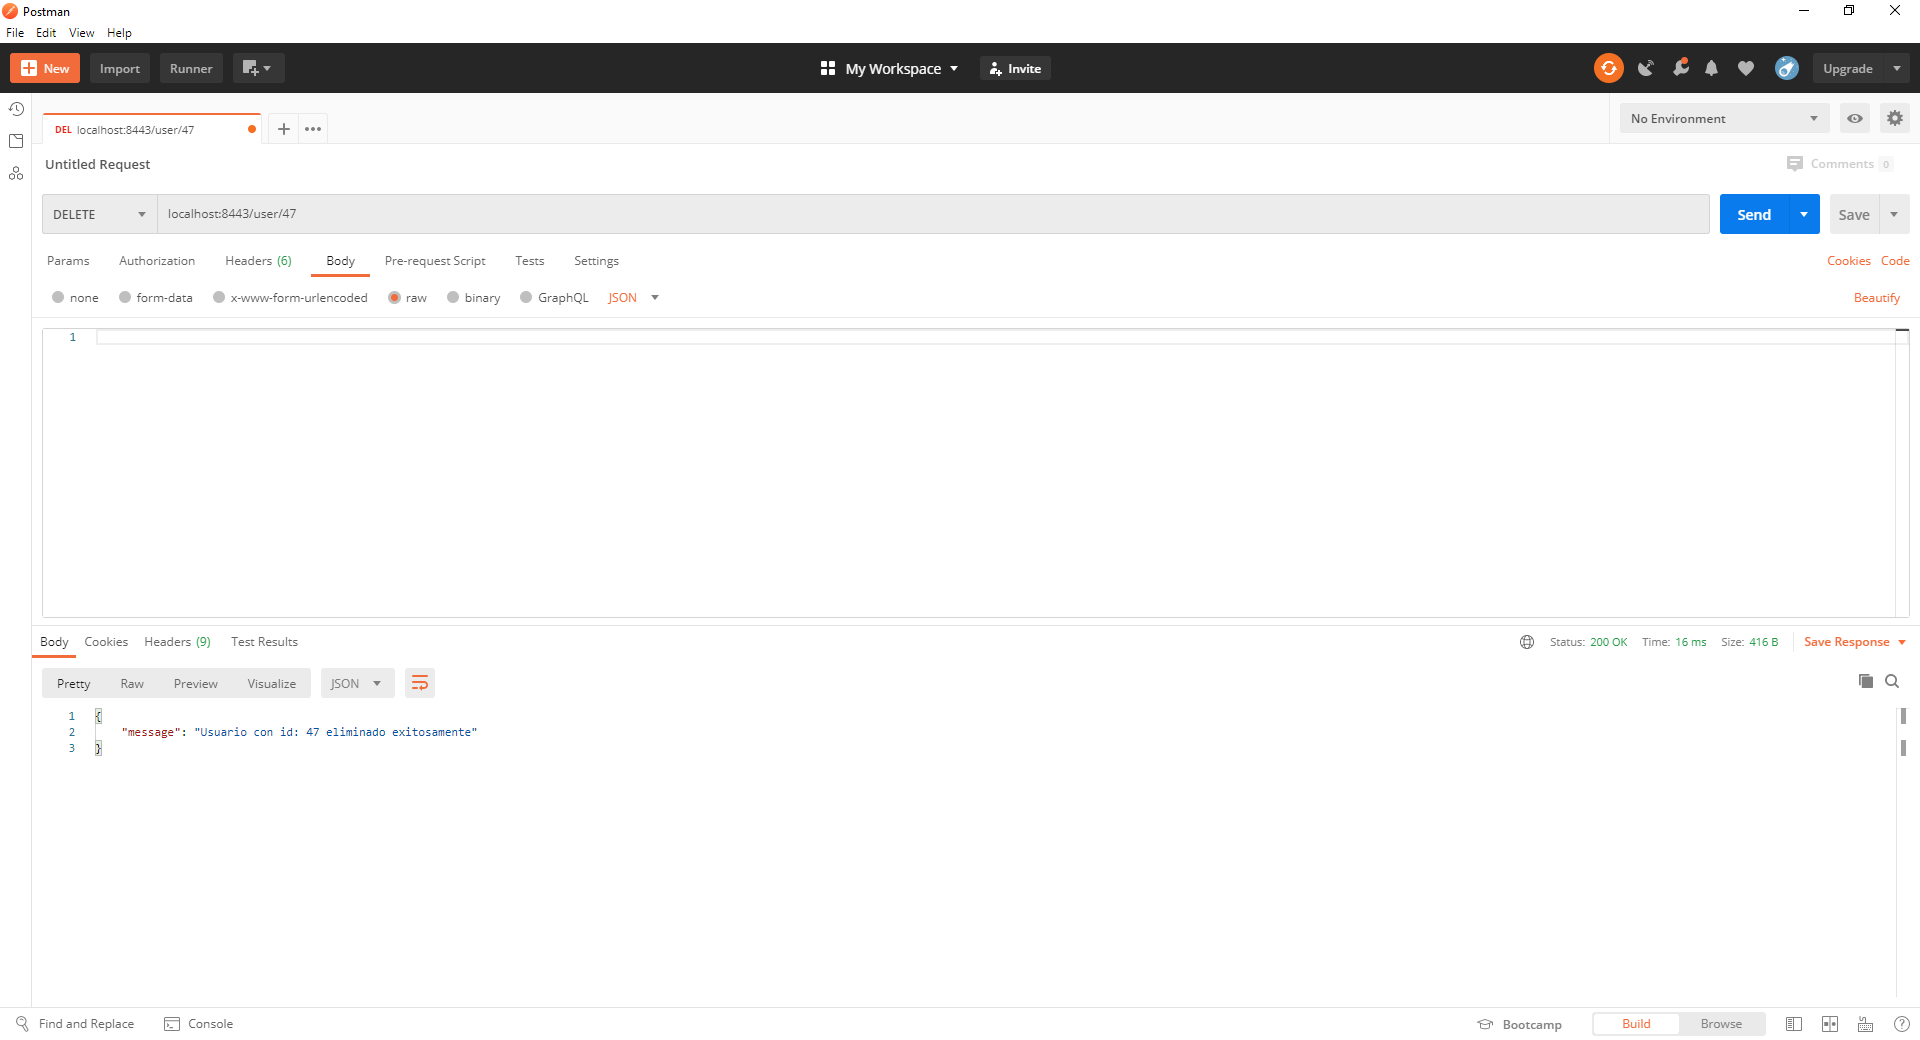 Postman
File Edit View Help
New Import Runner My Workspace Invite Upgrade
DEL localhost:8443/user/47 No Environment
Untitled Request Comments 0
DELETE localhost:8443/user/47 Send Save
Params Authorization Headers (6) Body Pre-request Script Tests Settings Cookies Code
none form-data x-www-form-urlencoded raw binary GraphQL JSON Beautify
1
Body Cookies Headers (9) Test Results Status: 200 OK Time: 16 ms Size: 416 B Save Response
Pretty Raw Preview Visualize JSON
1 {
2 "message": "Usuario con id: 47 eliminado exitosamente"
3 }
Find and Replace Console Bootcamp Build Browse